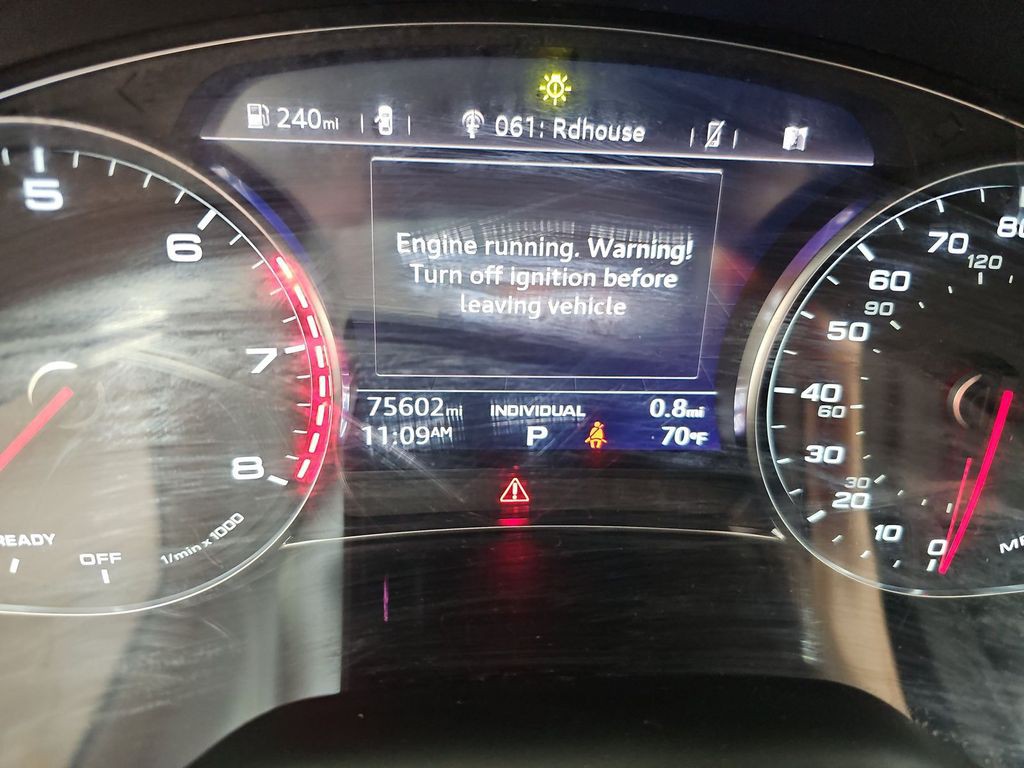 240mi
061: Rdhouse
Engine running. Warning!
Turn off ignition before
leaving vehicle
75602mi INDIVIDUAL 0.8mi
11:09AM P 70°F
5
6
7
8
READY
OFF
1/min x 1000
80
70
120
60
90
50
40
60
30
30
20
10
0